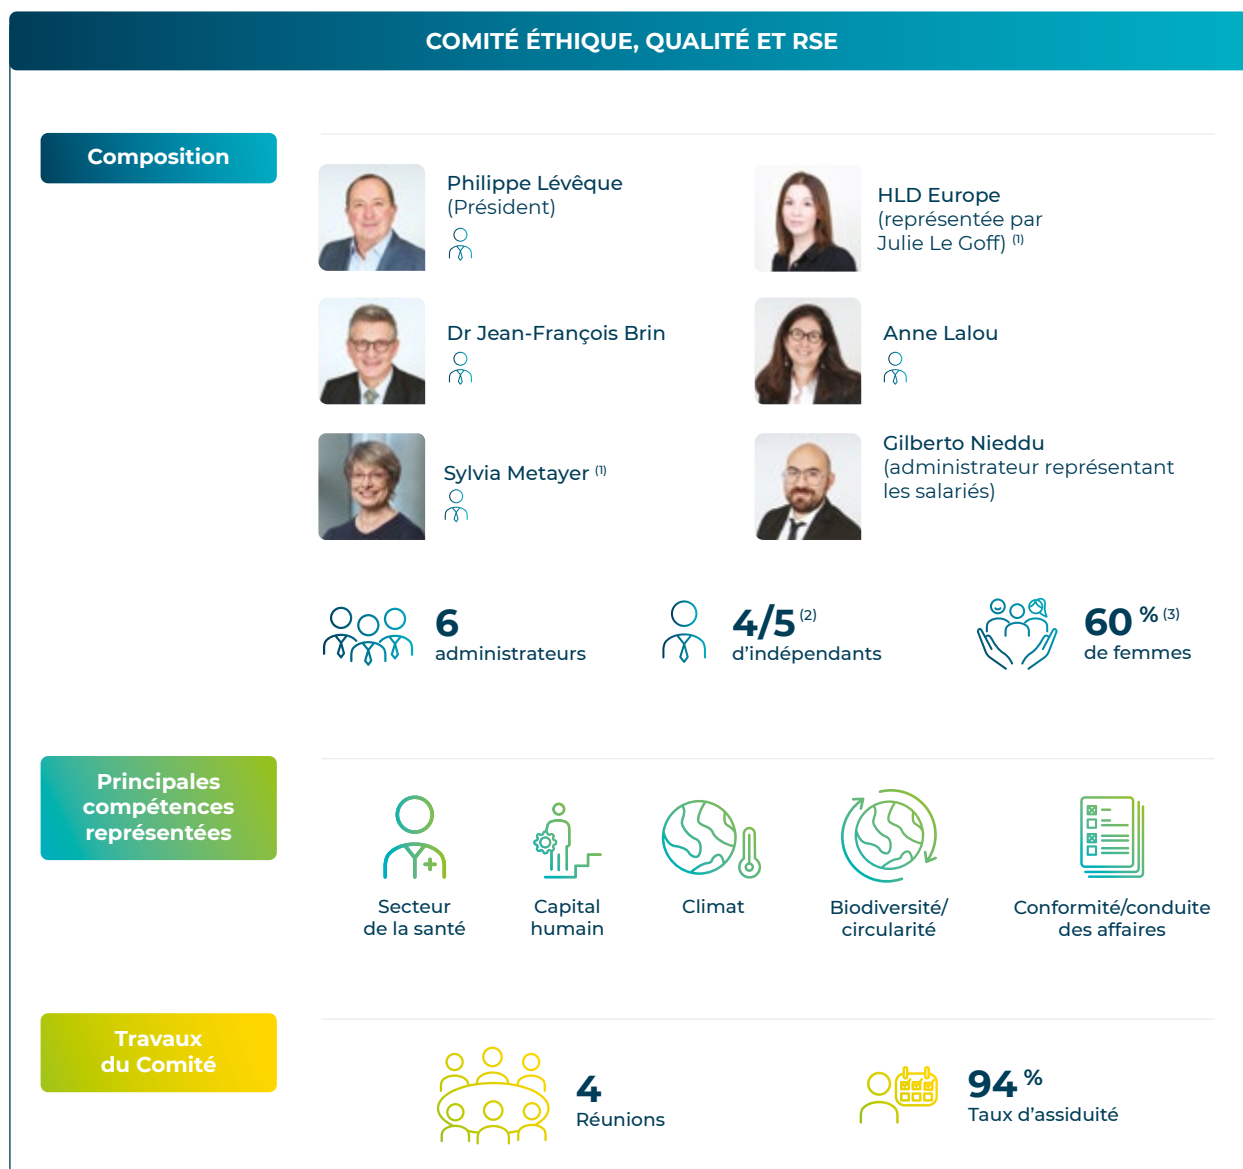 COMITÉ ÉTHIQUE, QUALITÉ ET RSE
Composition
Philippe Lévêque
(Président)
HLD Europe
(représentée par
Julie Le Goff) (1)
Dr Jean-François Brin
Anne Lalou
Sylvia Metayer (1)
Gilberto Nieddu
(administrateur représentant
les salariés)
6
administrateurs
4/5 (2)
d'indépendants
60 % (3)
de femmes
Principales
compétences
représentées
Secteur
de la santé
Capital
humain
Climat
Biodiversité/
circularité
Conformité/conduite
des affaires
Travaux
du Comité
4
Réunions
94 %
Taux d'assiduité